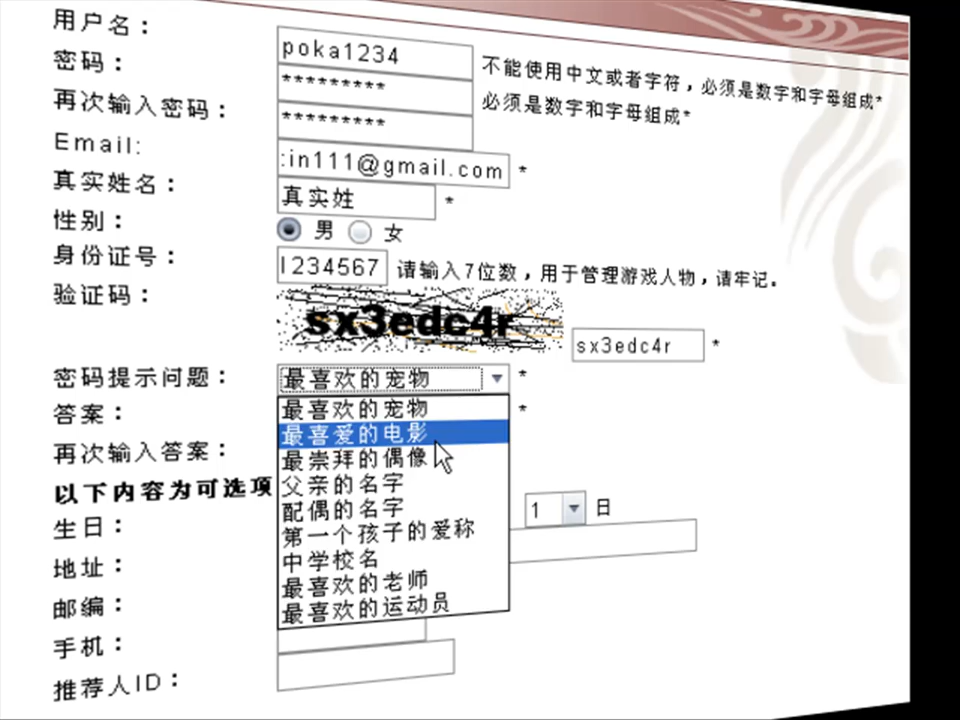 用户名：
poka1234
不能使用中文或者字符，必须是数字和字母组成*
密码：
*********
必须是数字和字母组成*
再次输入密码：
*********
Email:
:in111@gmail.com *
真实姓名：
真实姓 *
性别：
男 女
身份证号：
1234567
请输入7位数，用于管理游戏人物，请牢记。
验证码：
sx3edc4r
sx3edc4r *
密码提示问题：
最喜欢的宠物 *
答案：
*
再次输入答案：
最喜欢的宠物
最喜爱的电影
最崇拜的偶像
父亲的名字
配偶的名字
第一个孩子的爱称
中学校名
最喜欢的老师
最喜欢的运动员
以下内容为可选项
生日：
1 日
地址：
邮编：
手机：
推荐人ID：